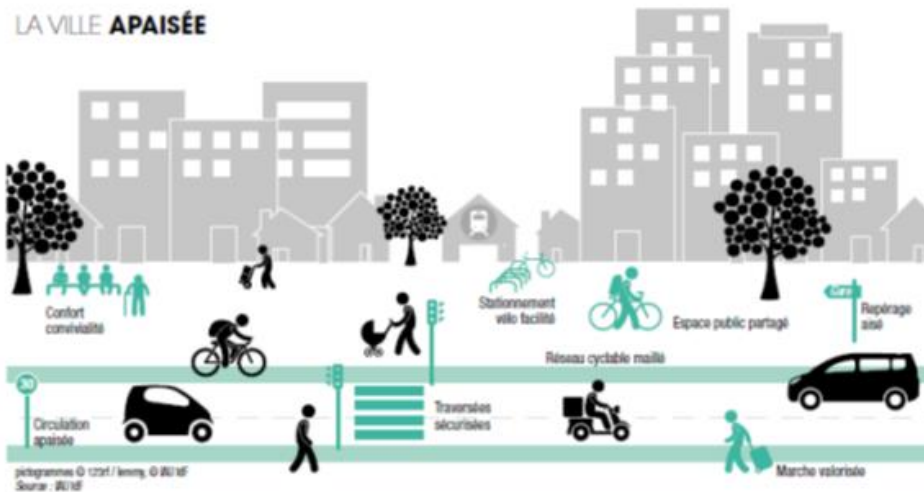 LA VILLE APAISÉE
Confort
convivialité
Stationnement
vélo facilité
Espace public partagé
Repérage
aisé
Réseau cyclable maillé
30
Circulation
apaisée
Traversées
sécurisées
Marche valorisée
pictogrammes © 123rf / leremy, © IAU îdF
Source : IAU îdF